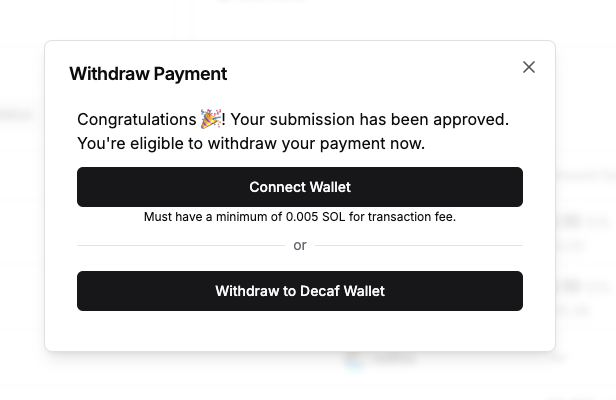 Withdraw Payment
Congratulations 🎉! Your submission has been approved.
You're eligible to withdraw your payment now.
Connect Wallet
Must have a minimum of 0.005 SOL for transaction fee.
or
Withdraw to Decaf Wallet